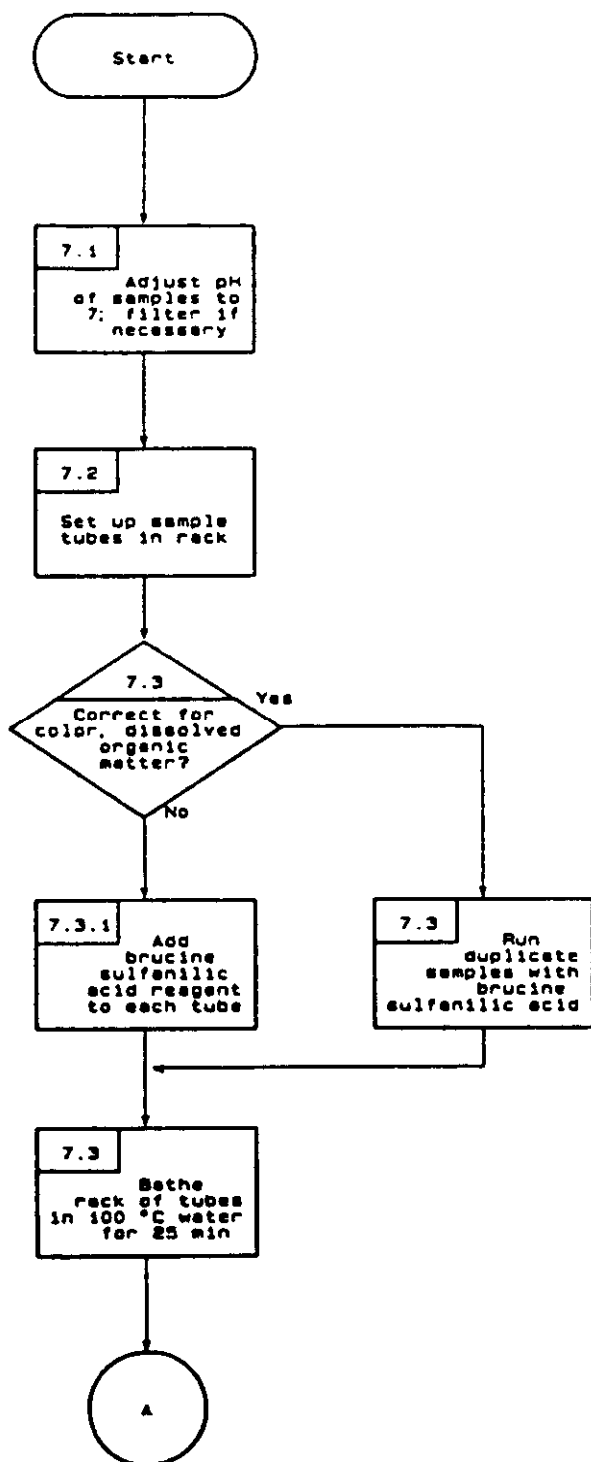 Start
7.1
Adjust pH
of samples to
7; filter if
necessary
7.2
Set up sample
tubes in rack
7.3
Correct for
color, dissolved
organic
matter?
Yes
No
7.3.1
Add
brucine
sulfanilic
acid reagent
to each tube
7.3
Run
duplicate
samples with
brucine
sulfanilic acid
7.3
Bathe
rack of tubes
in 100 °C water
for 25 min
A